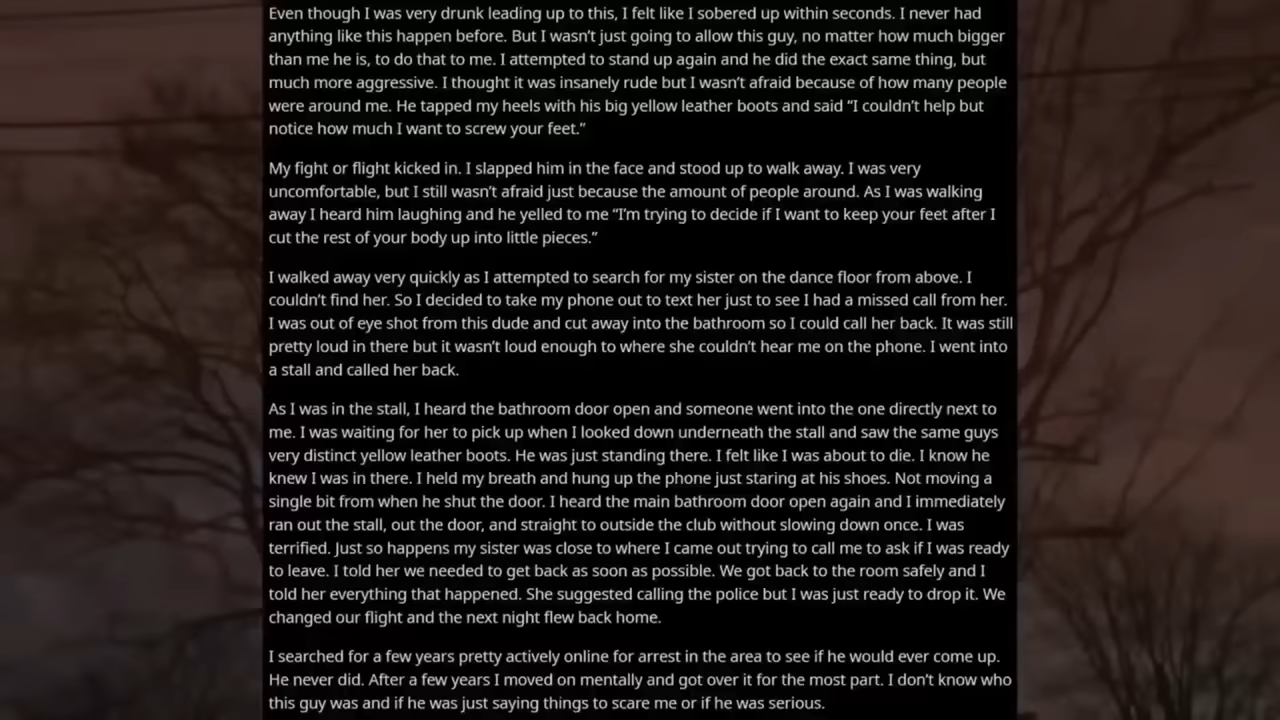 Even though I was very drunk leading up to this, I felt like I sobered up within seconds. I never had
anything like this happen before. But I wasn’t just going to allow this guy, no matter how much bigger
than me he is, to do that to me. I attempted to stand up again and he did the exact same thing, but
much more aggressive. I thought it was insanely rude but I wasn’t afraid because of how many people
were around me. He tapped my heels with his big yellow leather boots and said “I couldn’t help but
notice how much I want to screw your feet.”
My fight or flight kicked in. I slapped him in the face and stood up to walk away. I was very
uncomfortable, but I still wasn’t afraid just because the amount of people around. As I was walking
away I heard him laughing and he yelled to me “I’m trying to decide if I want to keep your feet after I
cut the rest of your body up into little pieces.”
I walked away very quickly as I attempted to search for my sister on the dance floor from above. I
couldn’t find her. So I decided to take my phone out to text her just to see I had a missed call from her.
I was out of eye shot from this dude and cut away into the bathroom so I could call her back. It was still
pretty loud in there but it wasn’t loud enough to where she couldn’t hear me on the phone. I went into
a stall and called her back.
As I was in the stall, I heard the bathroom door open and someone went into the one directly next to
me. I was waiting for her to pick up when I looked down underneath the stall and saw the same guys
very distinct yellow leather boots. He was just standing there. I felt like I was about to die. I know he
knew I was in there. I held my breath and hung up the phone just staring at his shoes. Not moving a
single bit from when he shut the door. I heard the main bathroom door open again and I immediately
ran out the stall, out the door, and straight to outside the club without slowing down once. I was
terrified. Just so happens my sister was close to where I came out trying to call me to ask if I was ready
to leave. I told her we needed to get back as soon as possible. We got back to the room safely and I
told her everything that happened. She suggested calling the police but I was just ready to drop it. We
changed our flight and the next night flew back home.
I searched for a few years pretty actively online for arrest in the area to see if he would ever come up.
He never did. After a few years I moved on mentally and got over it for the most part. I don’t know who
this guy was and if he was just saying things to scare me or if he was serious.